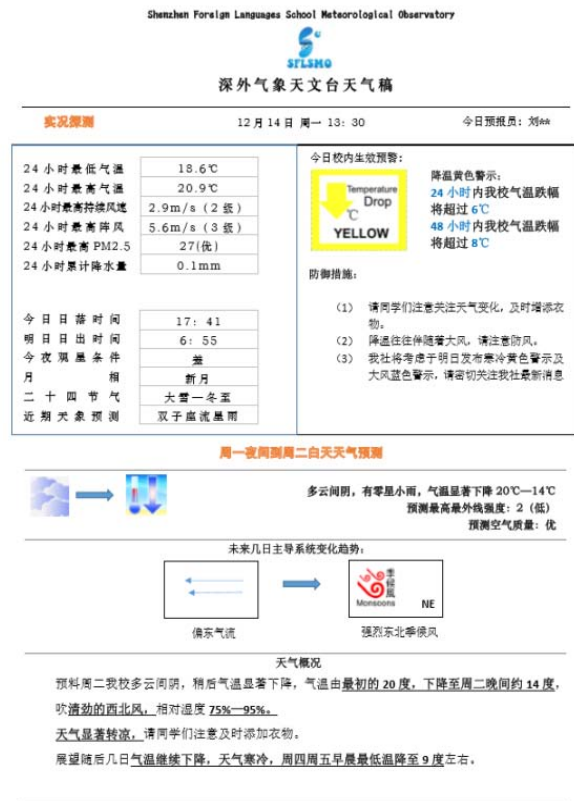 Shenzhen Foreign Languages School Meteorological Observatory
SFLSMO
深外气象天文台天气稿
实况探测 12月14日 周一 13：30 今日预报员：刘**
24小时最低气温 18.6℃
24小时最高气温 20.9℃
24小时最高持续风速 2.9m/s（2级）
24小时最高阵风 5.6m/s（3级）
24小时最高PM2.5 27(优)
24小时累计降水量 0.1mm
今日日落时间 17：41
明日日出时间 6：55
今夜观星条件 差
月相 新月
二十四节气 大雪—冬至
近期天象预测 双子座流星雨
今日校内生效预警：
Temperature
Drop
℃
YELLOW
降温黄色警示：
24小时内我校气温跌幅
将超过6℃
48小时内我校气温跌幅
将超过8℃
防御措施：
（1） 请同学们注意关注天气变化，及时增添衣
物。
（2） 降温往往伴随着大风，请注意防风。
（3） 我社将考虑于明日发布寒冷黄色警示及
大风蓝色警示，请密切关注我社最新消息
周一夜间到周二白天天气预测
多云间阴，有零星小雨，气温显著下降20℃—14℃
预测最高最外线强度：2（低）
预测空气质量：优
未来几日主导系统变化趋势：
季候风
Monsoons NE
偏东气流 强烈东北季候风
天气概况
预料周二我校多云间阴，稍后气温显著下降，气温由最初的20度，下降至周二晚间约14度，
吹清劲的西北风，相对湿度75%—95%。
天气显著转凉，请同学们注意及时添加衣物。
展望随后几日气温继续下降，天气寒冷，周四周五早晨最低温降至9度左右。